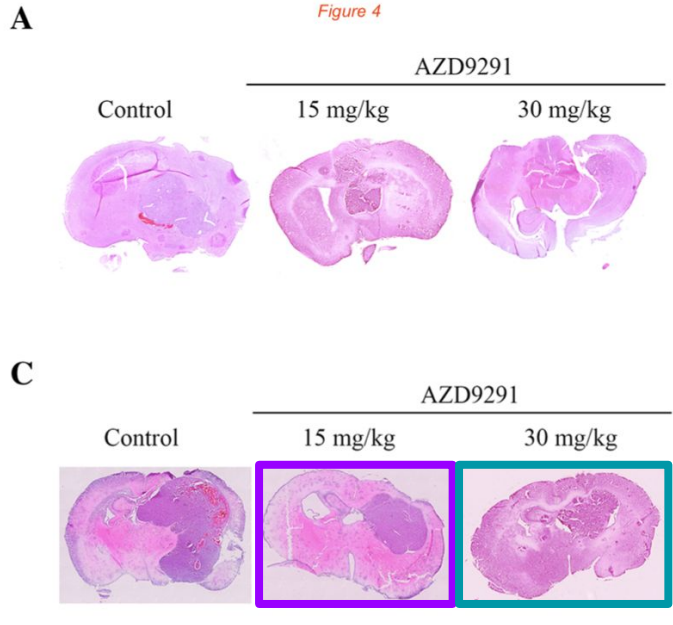 Figure 4
A
AZD9291
Control 15 mg/kg 30 mg/kg
C
AZD9291
Control 15 mg/kg 30 mg/kg